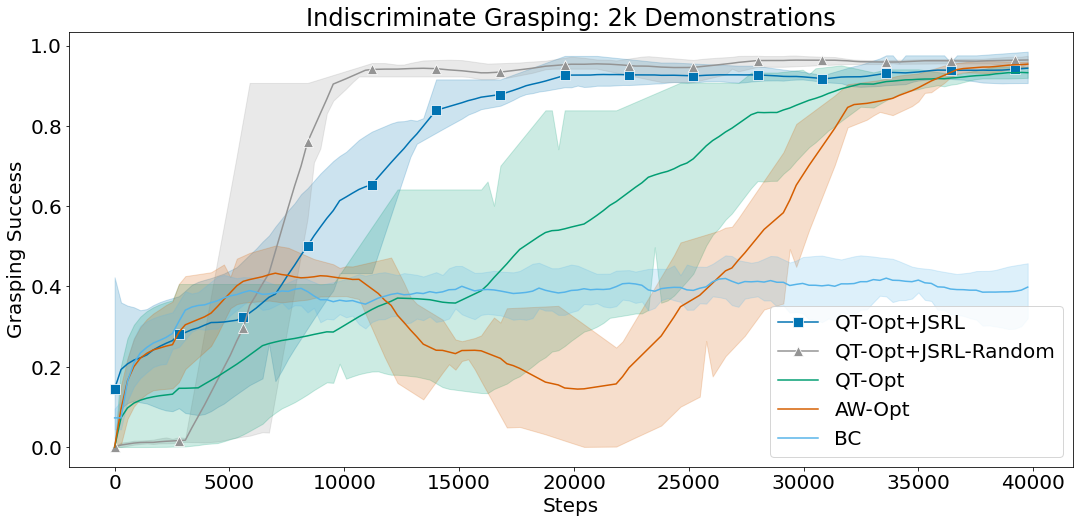 Indiscriminate Grasping: 2k Demonstrations
Grasping Success
1.0
0.8
0.6
0.4
0.2
0.0
QT-Opt+JSRL
QT-Opt+JSRL-Random
QT-Opt
AW-Opt
BC
0 5000 10000 15000 20000 25000 30000 35000 40000
Steps